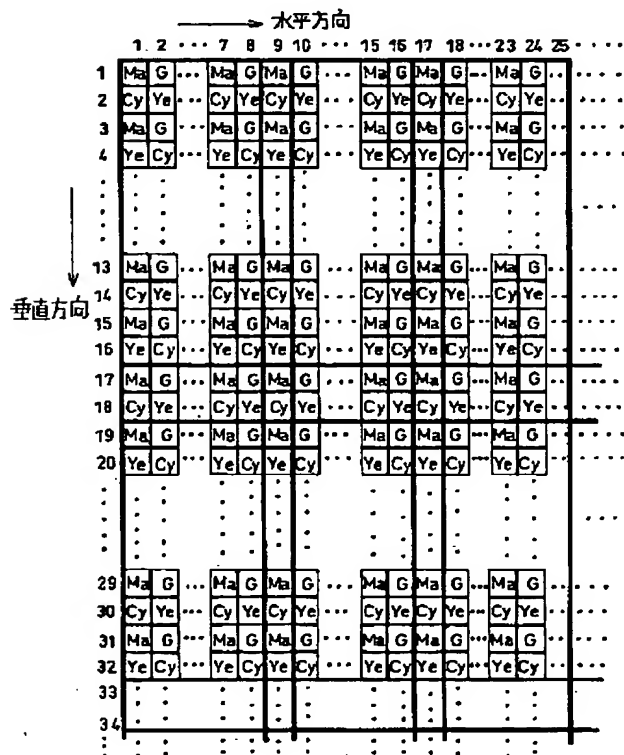 水平方向
1 2 ··· 7 8 9 10 ··· 15 16 17 18 ··· 23 24 25 ····
1 Ma G ··· Ma G Ma G ··· Ma G Ma G ··· Ma G
2 Cy Ye ··· Cy Ye Cy Ye ··· Cy Ye Cy Ye ··· Cy Ye
3 Ma G ··· Ma G Ma G ··· Ma G Ma G ··· Ma G
4 Ye Cy ··· Ye Cy Ye Cy ··· Ye Cy Ye Cy ··· Ye Cy
13 Ma G ··· Ma G Ma G ··· Ma G Ma G ··· Ma G
垂直方向
14 Cy Ye ··· Cy Ye Cy Ye ··· Cy Ye Cy Ye ··· Cy Ye
15 Ma G ··· Ma G Ma G ··· Ma G Ma G ··· Ma G
16 Ye Cy ··· Ye Cy Ye Cy ··· Ye Cy Ye Cy ··· Ye Cy
17 Ma G ··· Ma G Ma G ··· Ma G Ma G ··· Ma G
18 Cy Ye ··· Cy Ye Cy Ye ··· Cy Ye Cy Ye ··· Cy Ye
19 Ma G ··· Ma G Ma G ··· Ma G Ma G ··· Ma G
20 Ye Cy ··· Ye Cy Ye Cy ··· Ye Cy Ye Cy ··· Ye Cy
29 Ma G ··· Ma G Ma G ··· Ma G Ma G ··· Ma G
30 Cy Ye ··· Cy Ye Cy Ye ··· Cy Ye Cy Ye ··· Cy Ye
31 Ma G ··· Ma G Ma G ··· Ma G Ma G ··· Ma G
32 Ye Cy ··· Ye Cy Ye Cy ··· Ye Cy Ye Cy ··· Ye Cy
33
34